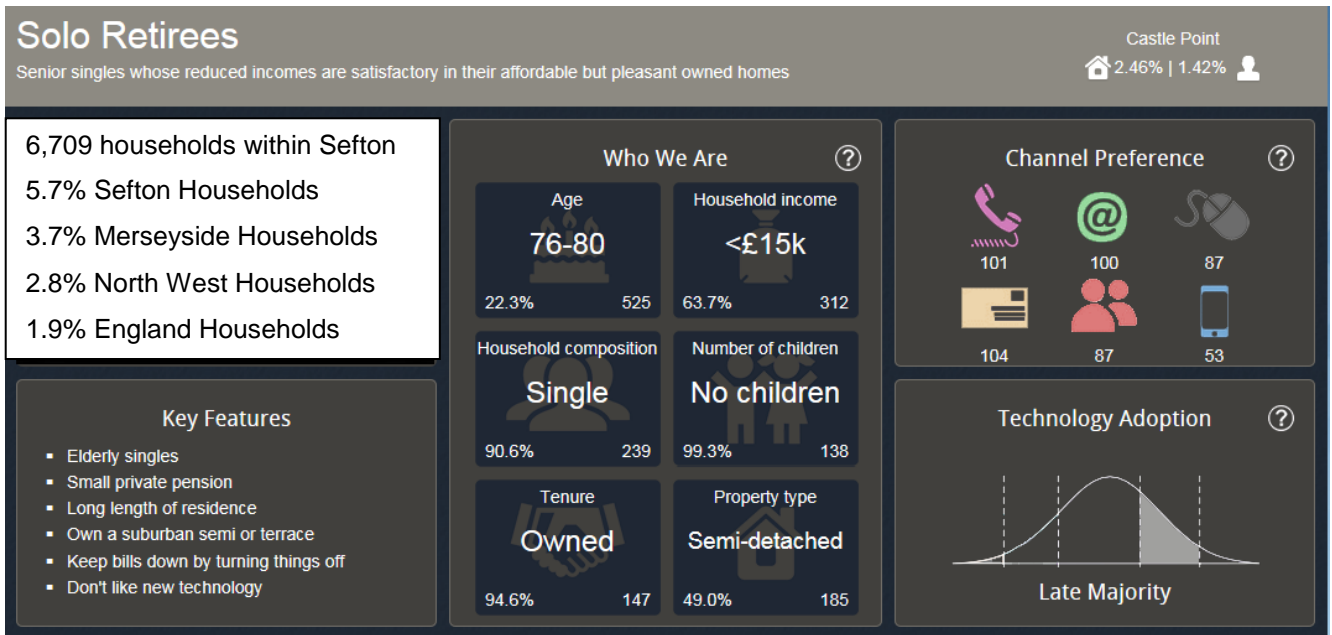 Solo Retirees
Senior singles whose reduced incomes are satisfactory in their affordable but pleasant owned homes
Castle Point
2.46% | 1.42%
6,709 households within Sefton
5.7% Sefton Households
3.7% Merseyside Households
2.8% North West Households
1.9% England Households
Key Features
▪ Elderly singles
▪ Small private pension
▪ Long length of residence
▪ Own a suburban semi or terrace
▪ Keep bills down by turning things off
▪ Don't like new technology
Who We Are ?
Age
76-80
22.3% 525
Household income
<£15k
63.7% 312
Household composition
Single
90.6% 239
Number of children
No children
99.3% 138
Tenure
Owned
94.6% 147
Property type
Semi-detached
49.0% 185
Channel Preference ?
@
101 100 87
104 87 53
Technology Adoption ?
Late Majority